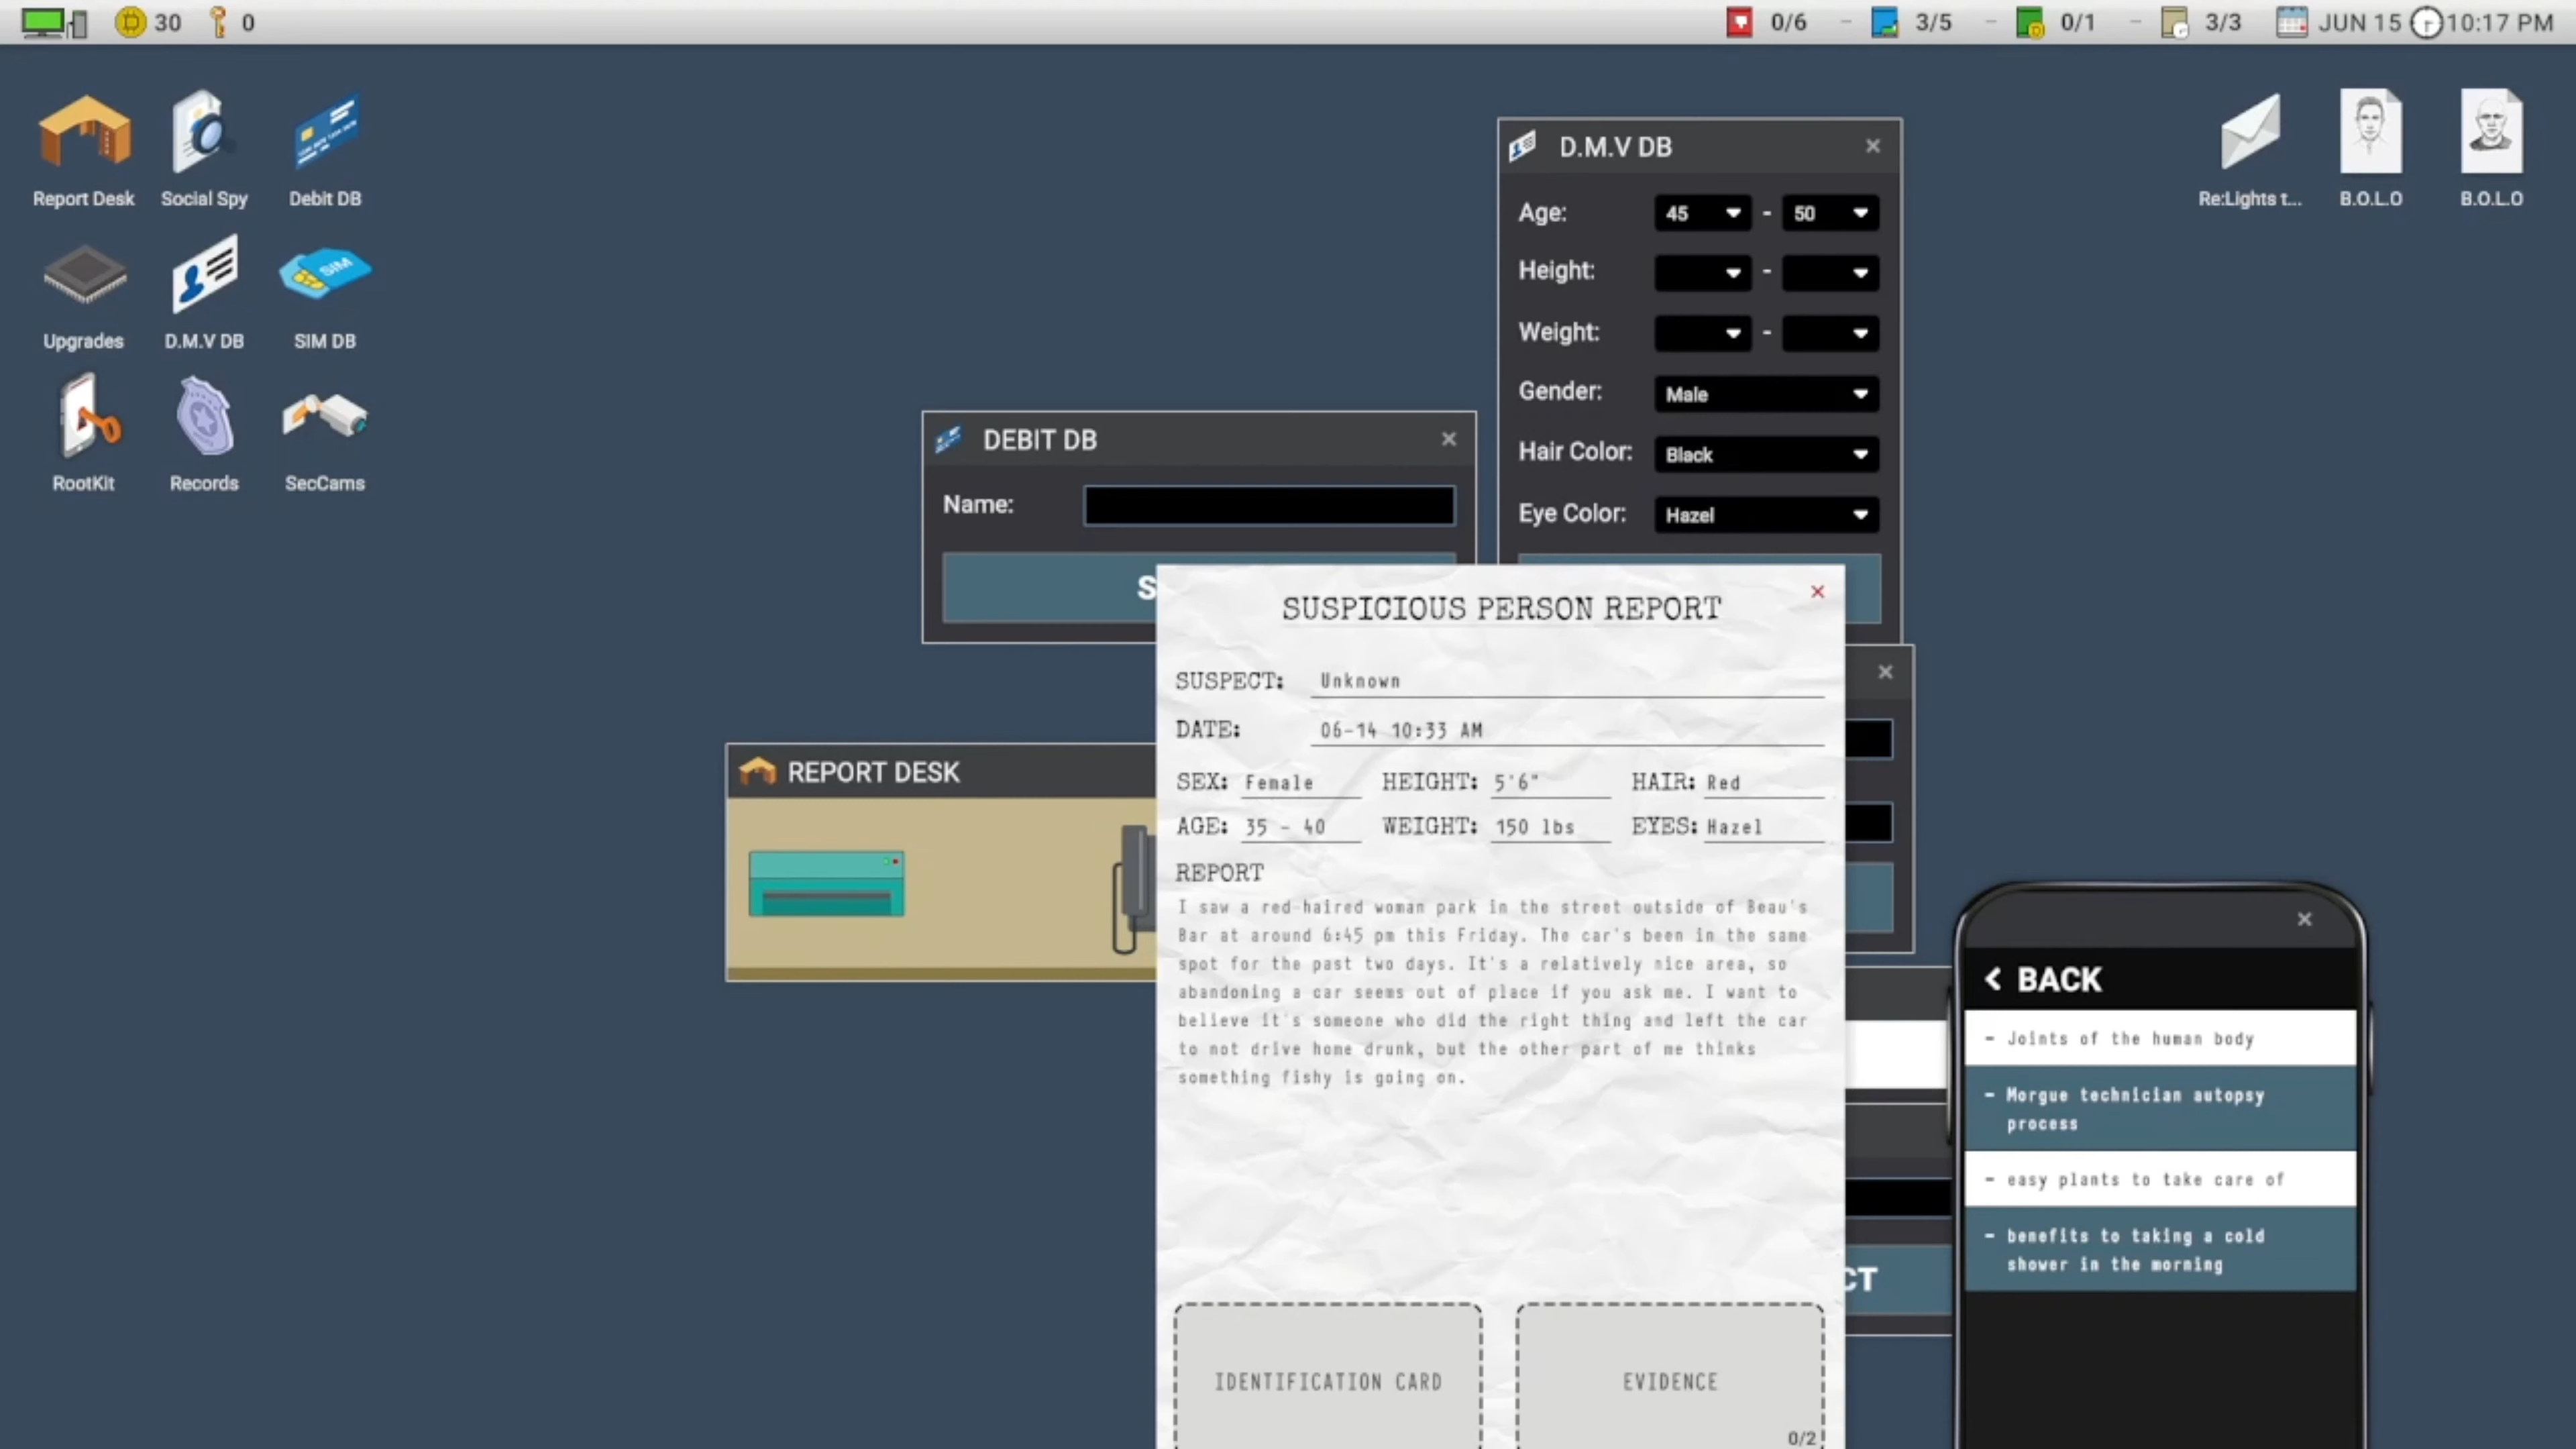 30 0 0/6 - 3/5 - 0/1 - 3/3 JUN 15 10:17 PM
Report Desk Social Spy Debit DB
Upgrades D.M.V DB SIM DB
SIM
RootKit Records SecCams
Re:Lights t... B.O.L.O B.O.L.O
D.M.V DB
Age: 45 - 50
Height: -
Weight: -
Gender: Male
Hair Color: Black
Eye Color: Hazel
DEBIT DB
Name:
S
REPORT DESK
SUSPICIOUS PERSON REPORT
SUSPECT: Unknown
DATE: 06-14 10:33 AM
SEX: Female HEIGHT: 5'6" HAIR: Red
AGE: 35 - 40 WEIGHT: 150 lbs EYES: Hazel
REPORT
I saw a red-haired woman park in the street outside of Beau's
Bar at around 6:45 pm this Friday. The car's been in the same
spot for the past two days. It's a relatively nice area, so
abandoning a car seems out of place if you ask me. I want to
believe it's someone who did the right thing and left the car
to not drive home drunk, but the other part of me thinks
something fishy is going on.
IDENTIFICATION CARD
EVIDENCE
0/2
CT
BACK
- Joints of the human body
- Morgue technician autopsy
process
- easy plants to take care of
- benefits to taking a cold
shower in the morning